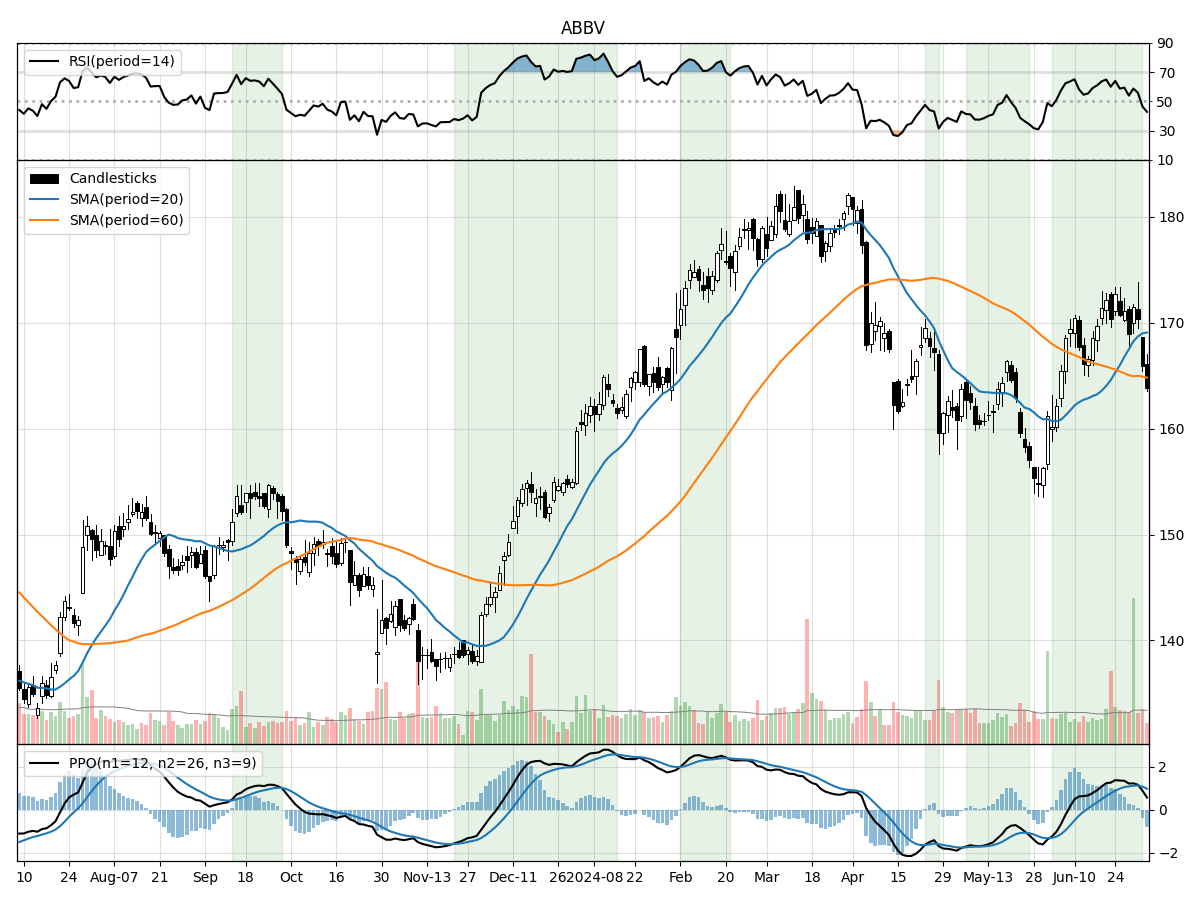 ABBV
RSI(period=14)
90
70
50
30
10
Candlesticks
SMA(period=20)
SMA(period=60)
180
170
160
150
140
PPO(n1=12, n2=26, n3=9)
2
0
−2
10 24 Aug-07 21 Sep 18 Oct 16 30 Nov-13 27 Dec-11 26 2024-08 22 Feb 20 Mar 18 Apr 15 29 May-13 28 Jun-10 24